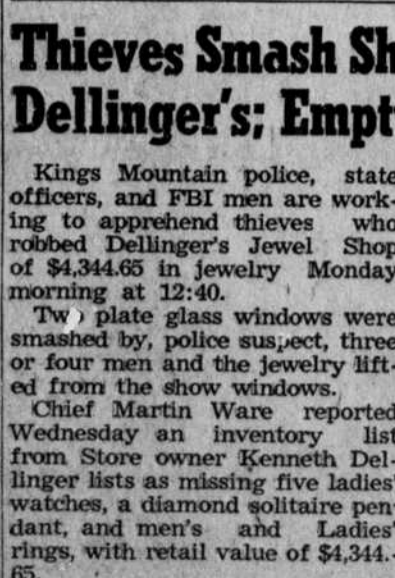 Thieves Smash Sh
Dellinger's; Empt
Kings Mountain police, state
officers, and FBI men are work-
ing to apprehend thieves who
robbed Dellinger's Jewel Shop
of $4,344.65 in jewelry Monday
morning at 12:40.
Two plate glass windows were
smashed by, police suspect, three
or four men and the jewelry lift-
ed from the show windows.
Chief Martin Ware reported
Wednesday an inventory list
from Store owner Kenneth Del-
linger lists as missing five ladies'
watches, a diamond solitaire pen
dant, and men's and Ladies'
rings, with retail value of $4,344.-
65.